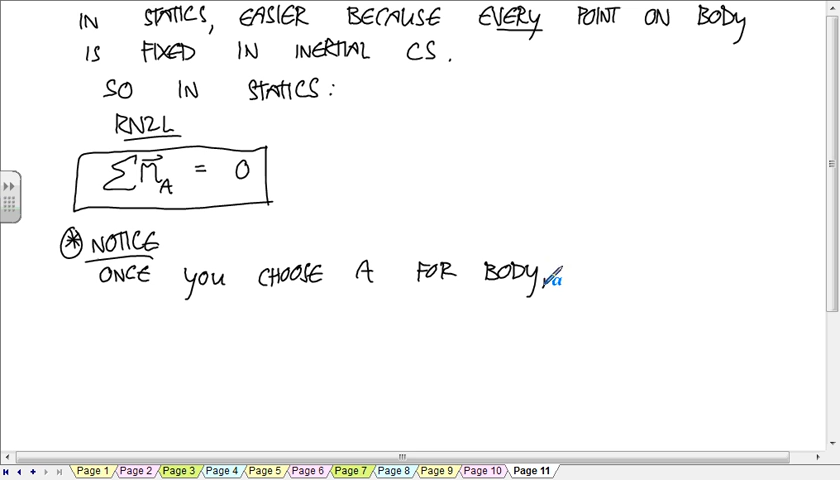 IN STATICS, EASIER BECAUSE EVERY POINT ON BODY
IS FIXED IN INERTIAL CS.
SO IN STATICS:
RN2L
∑M⃗_A = 0
* NOTICE
ONCE YOU CHOOSE A FOR BODY,
Page 1 Page 2 Page 3 Page 4 Page 5 Page 6 Page 7 Page 8 Page 9 Page 10 Page 11